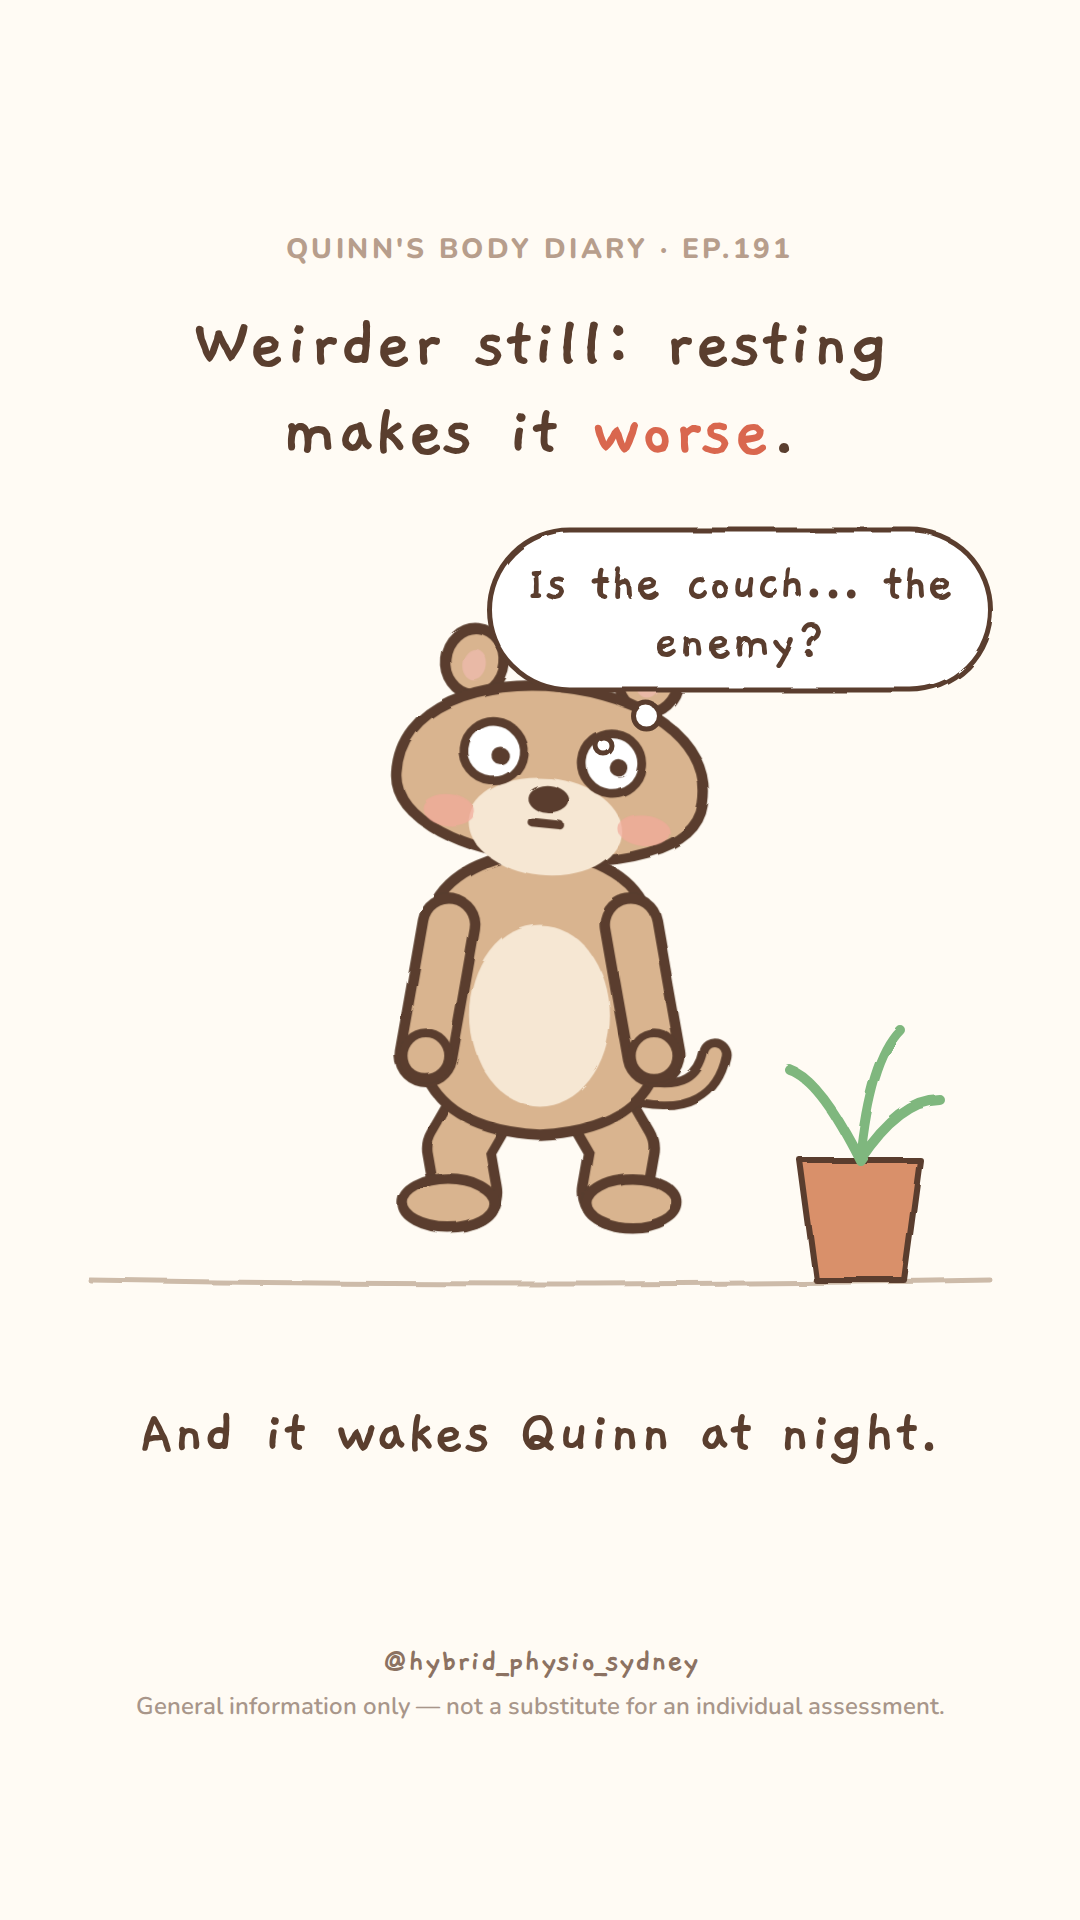 QUINN'S BODY DIARY · EP.191
Weirder still: resting
makes it worse.
Is the couch... the
enemy?
And it wakes Quinn at night.
@hybrid_physio_sydney
General information only — not a substitute for an individual assessment.